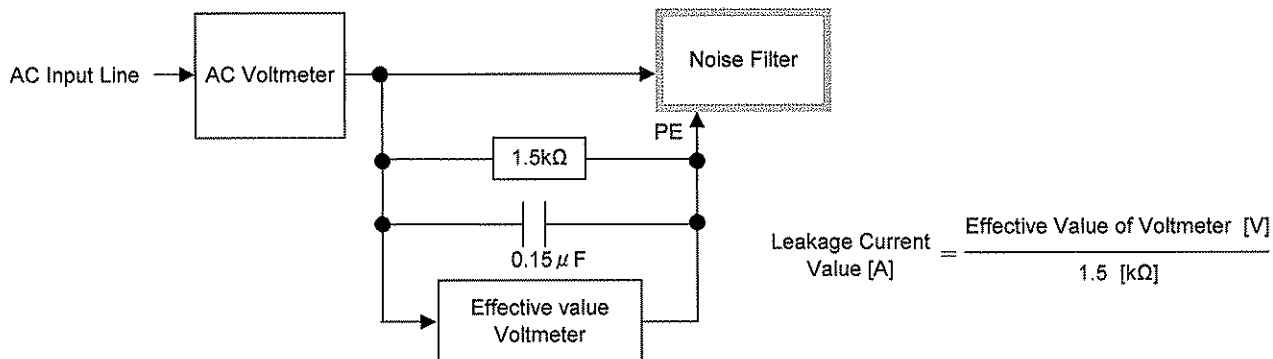 AC Input Line
AC Voltmeter
Noise Filter
PE
1.5kΩ
0.15μF
Effective value
Voltmeter
Leakage Current
Value [A]
=
Effective Value of Voltmeter [V]
1.5 [kΩ]